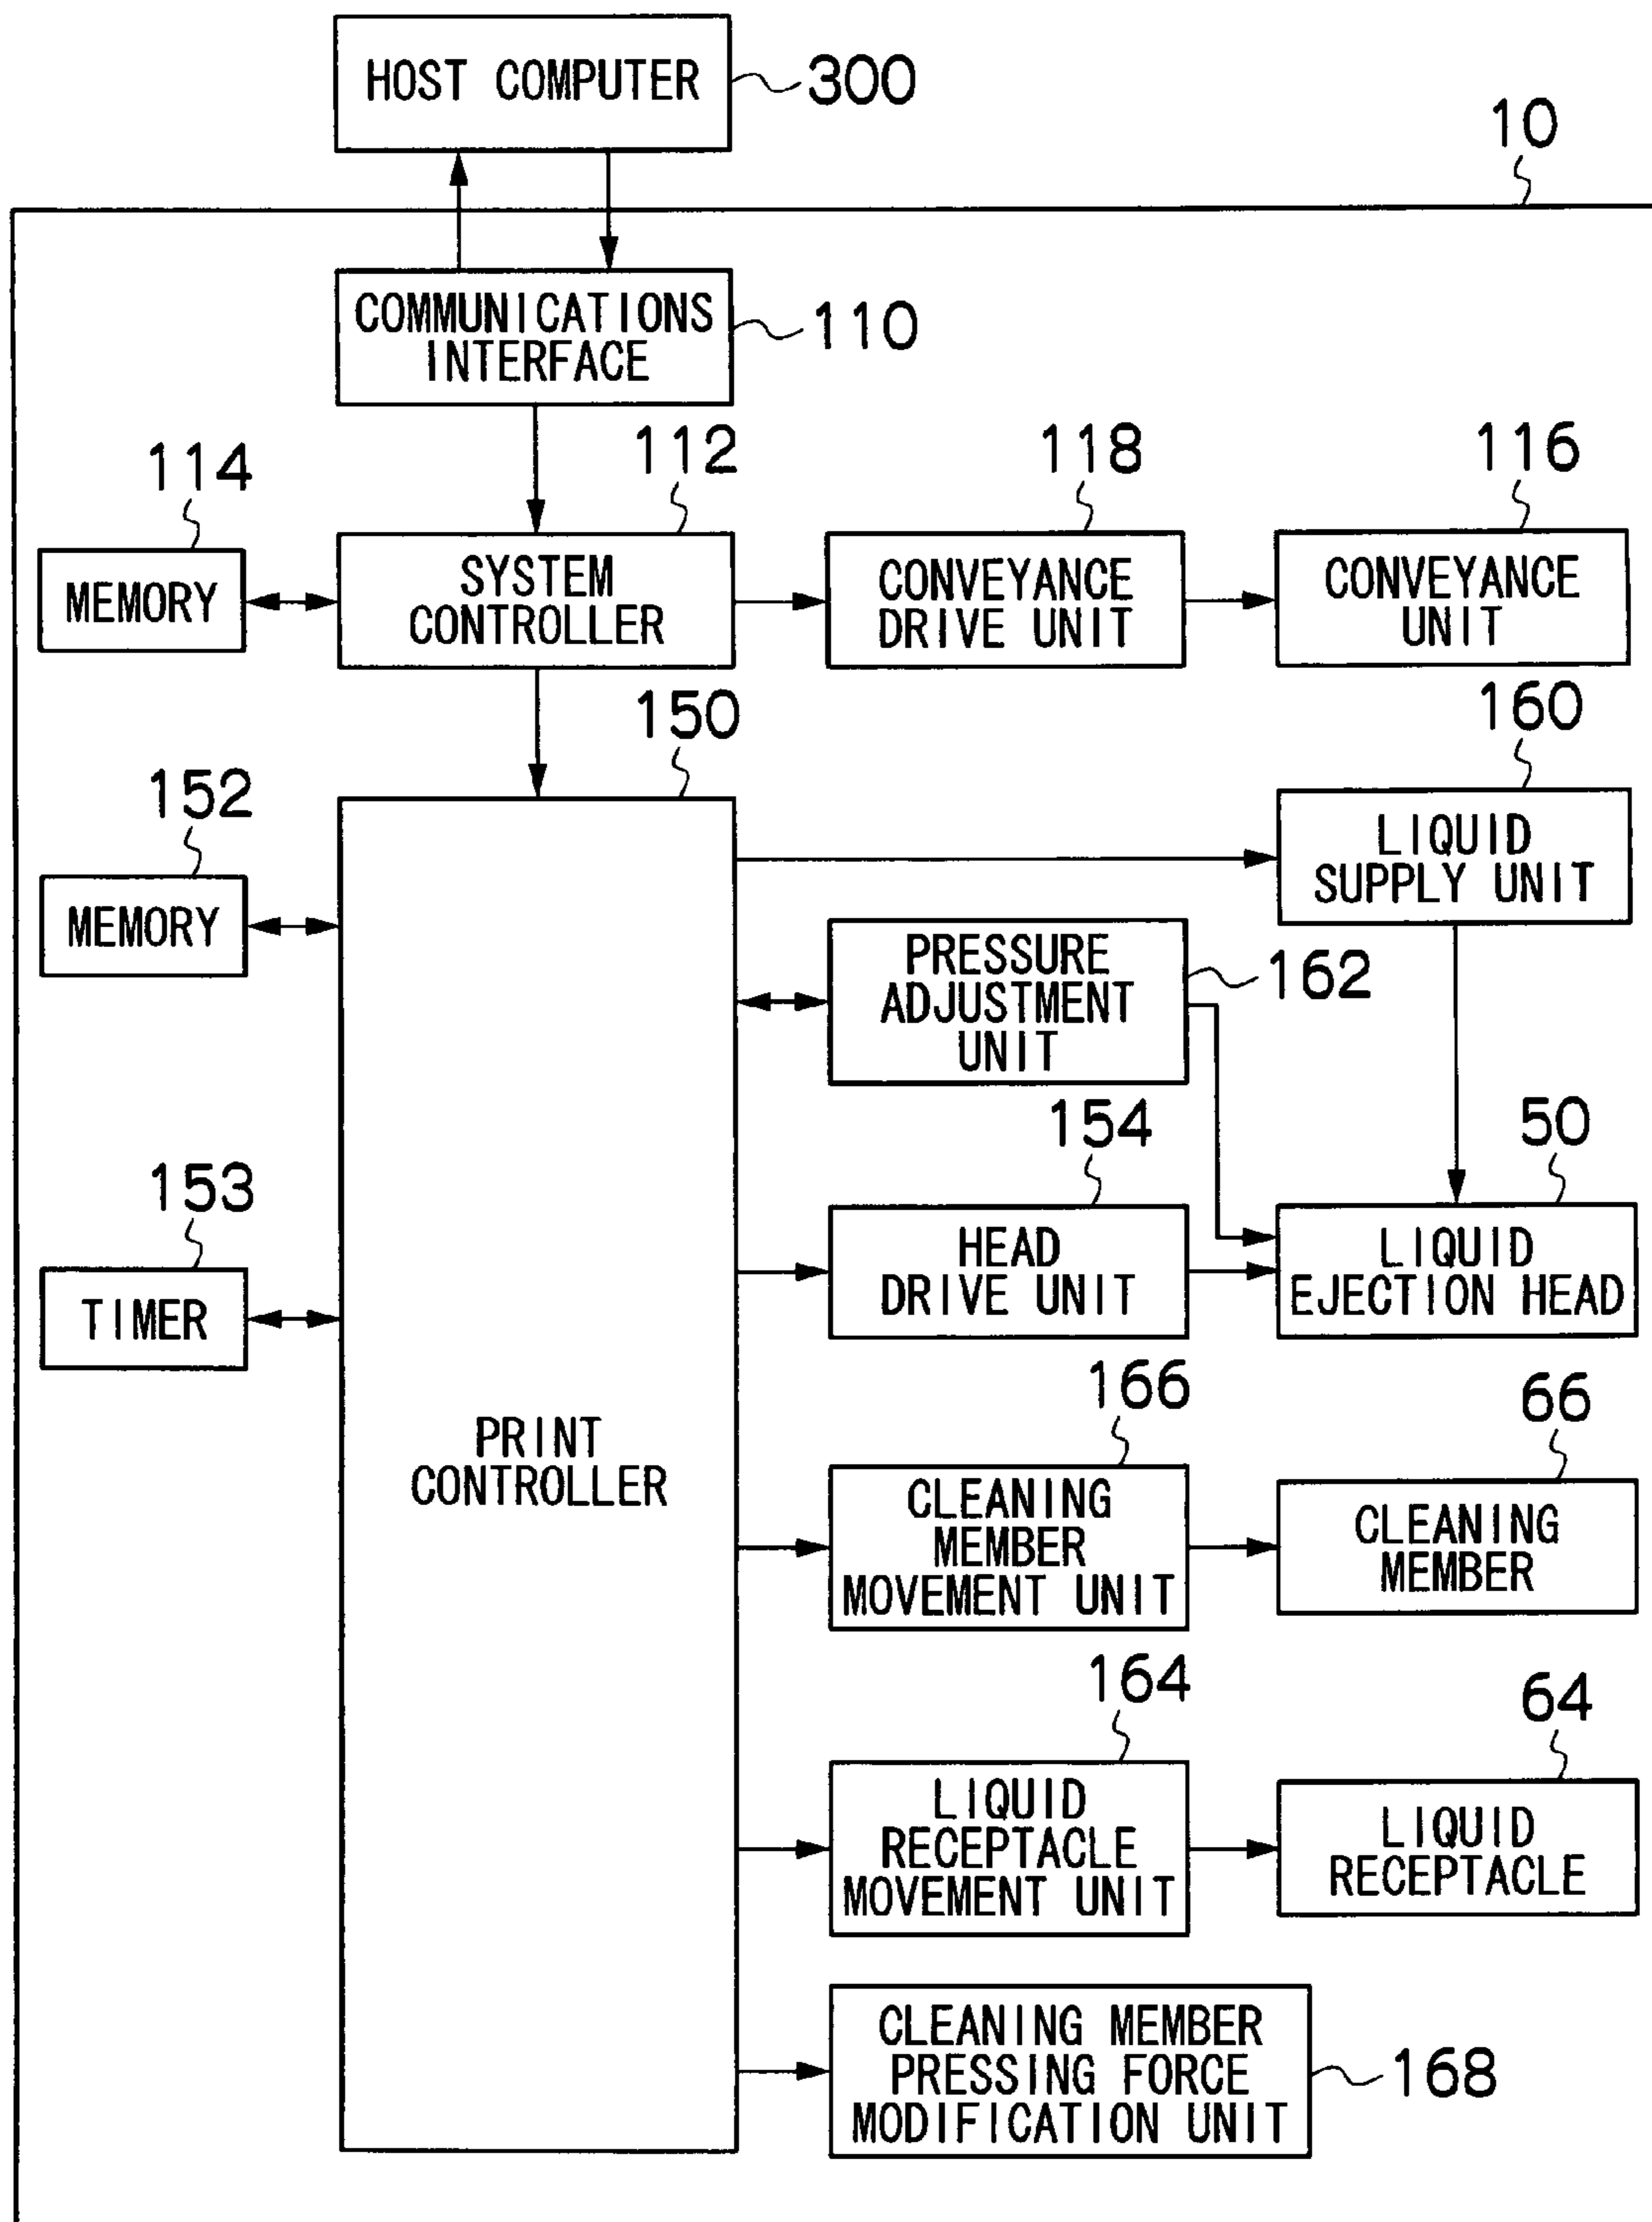 HOST COMPUTER
300
10
COMMUNICATIONS
INTERFACE
110
114
112
118
116
MEMORY
SYSTEM
CONTROLLER
CONVEYANCE
DRIVE UNIT
CONVEYANCE
UNIT
150
160
152
MEMORY
LIQUID
SUPPLY UNIT
PRESSURE
ADJUSTMENT
UNIT
162
154
50
153
TIMER
HEAD
DRIVE UNIT
LIQUID
EJECTION HEAD
PRINT
CONTROLLER
166
66
CLEANING
MEMBER
MOVEMENT UNIT
CLEANING
MEMBER
164
64
LIQUID
RECEPTACLE
MOVEMENT UNIT
LIQUID
RECEPTACLE
CLEANING MEMBER
PRESSING FORCE
MODIFICATION UNIT
168